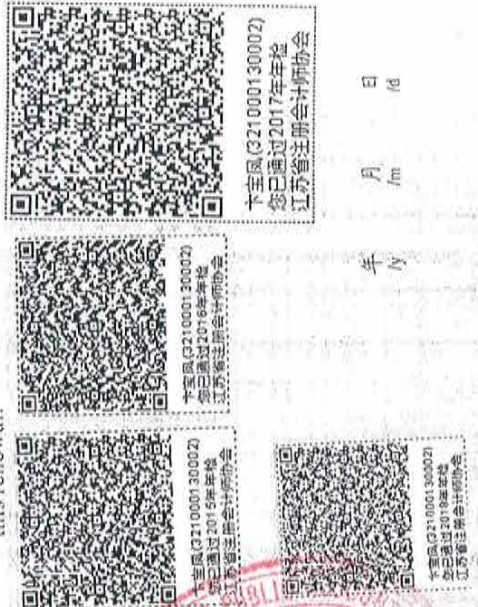 this renewal.
卞宝凤(321000130002)
您已通过2015年年检
江苏省注册会计师协会
卞宝凤(321000130002)
您已通过2016年年检
江苏省注册会计师协会
卞宝凤(321000130002)
您已通过2017年年检
江苏省注册会计师协会
卞宝凤(321000130002)
您已通过2018年年检
江苏省注册会计师协会
年 月 日
/y /m /d